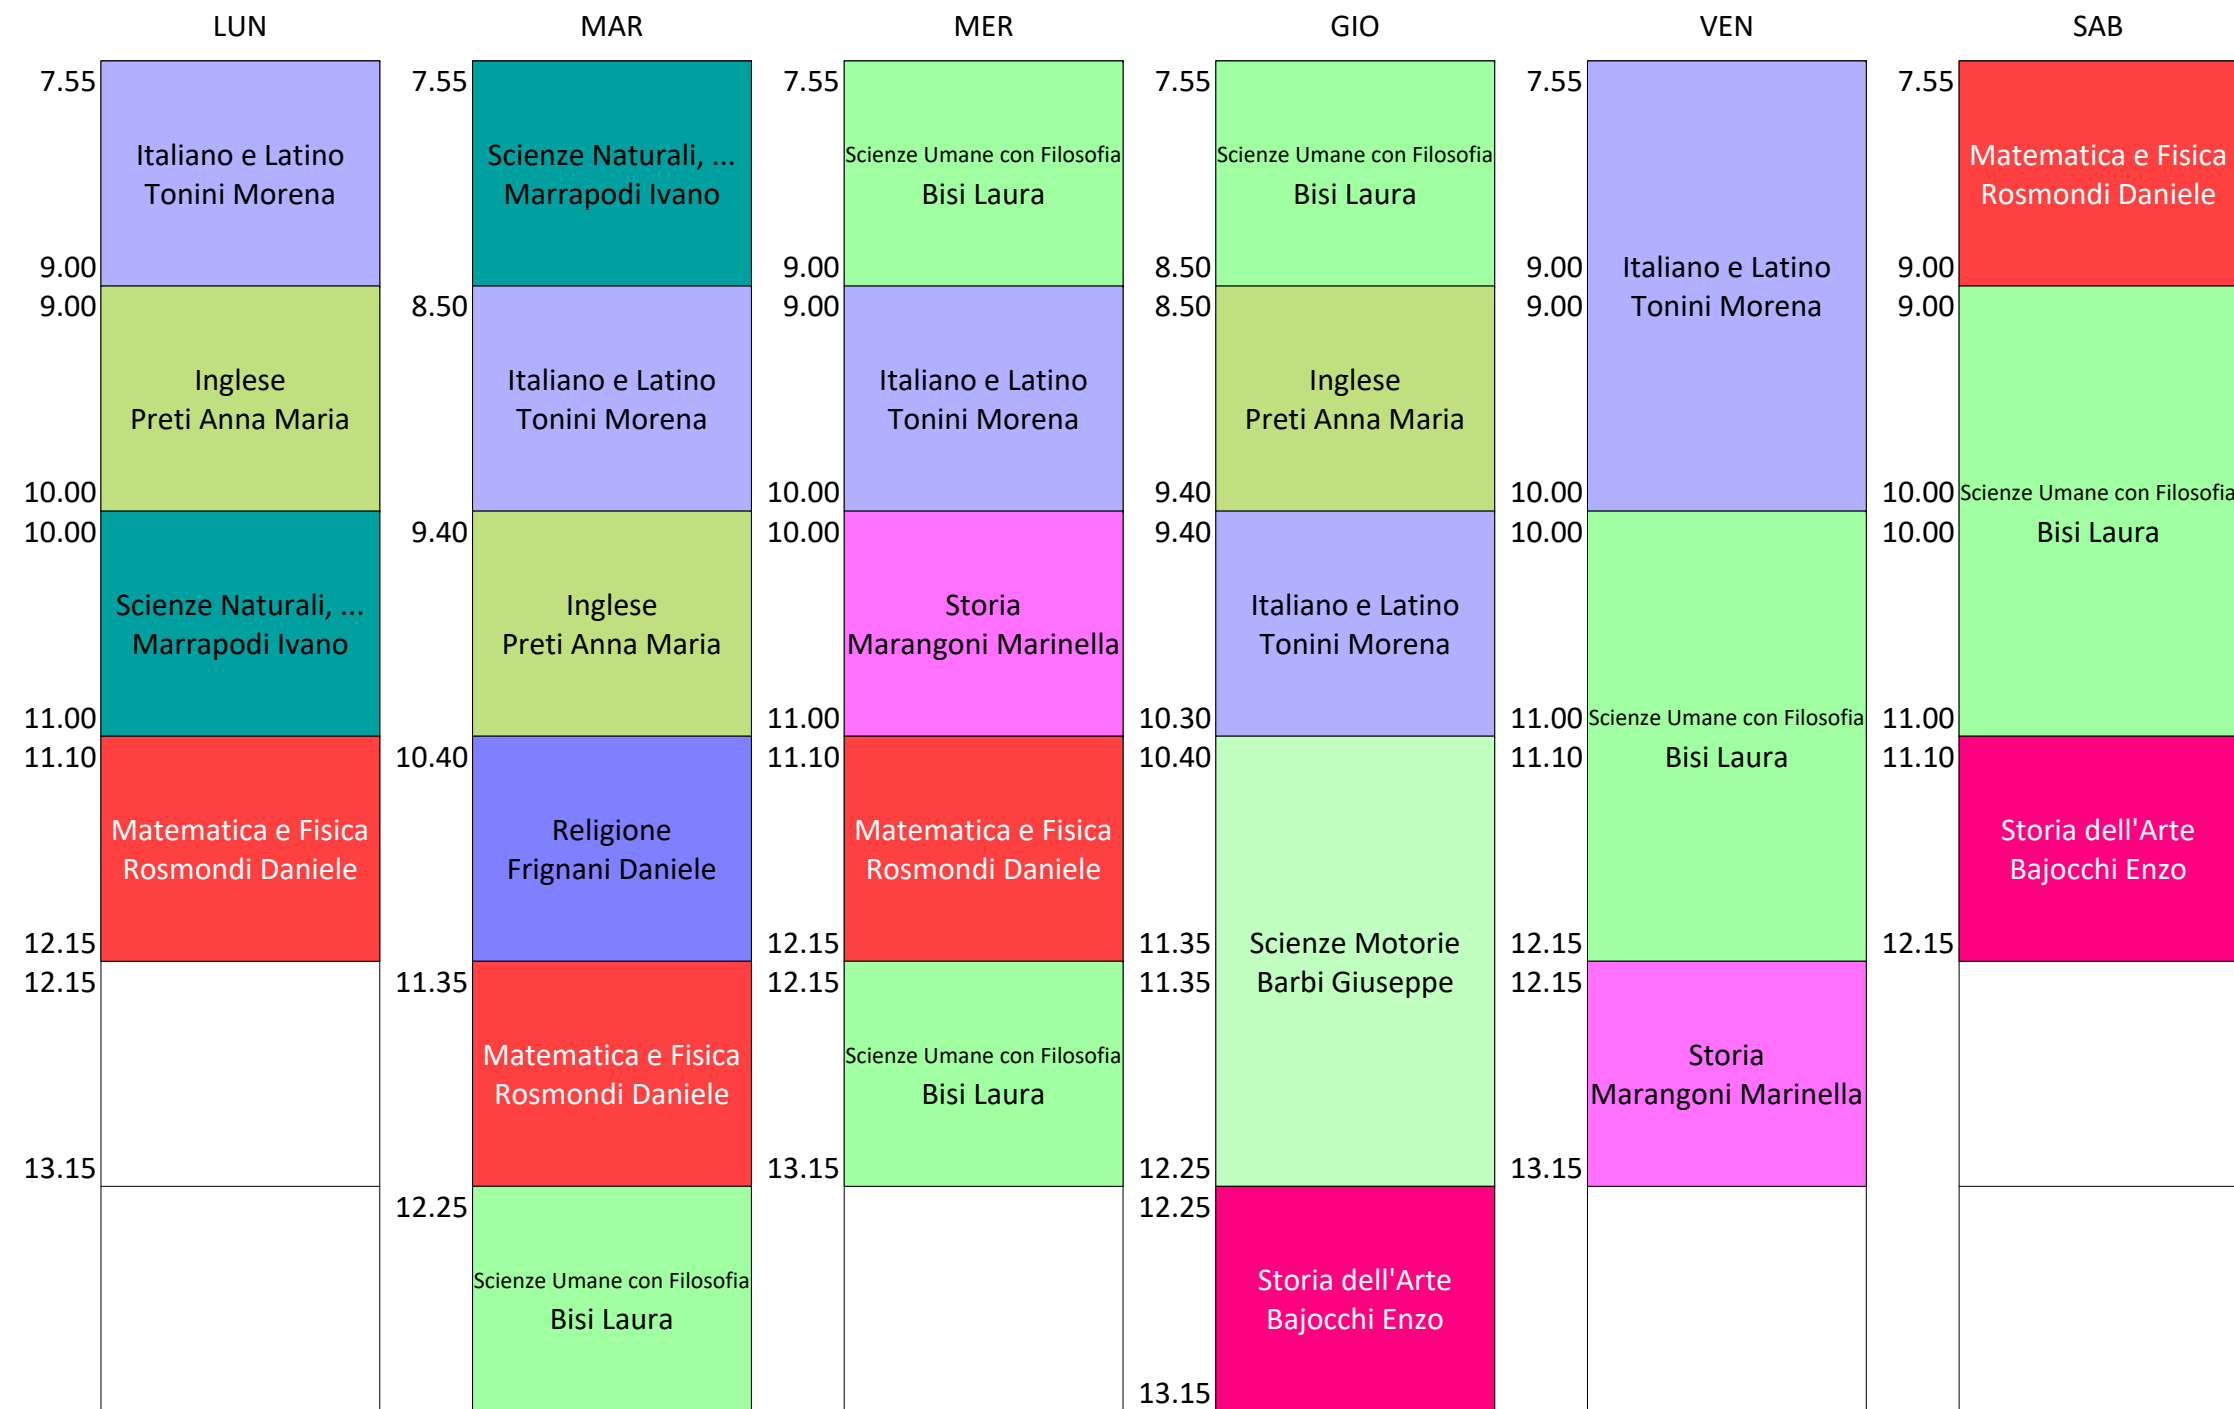 LUN MAR MER GIO VEN SAB
7.55 7.55 7.55 7.55 7.55 7.55
Italiano e Latino Scienze Naturali, ... Scienze Umane con Filosofia Scienze Umane con Filosofia Matematica e Fisica
Tonini Morena Marrapodi Ivano Bisi Laura Bisi Laura Rosmondi Daniele
9.00 9.00 8.50 9.00 Italiano e Latino 9.00
9.00 8.50 9.00 8.50 9.00 Tonini Morena 9.00
Inglese Italiano e Latino Italiano e Latino Inglese
Preti Anna Maria Tonini Morena Tonini Morena Preti Anna Maria
10.00 10.00 9.40 10.00 10.00 Scienze Umane con Filosofia
10.00 9.40 10.00 9.40 10.00 10.00 Bisi Laura
Scienze Naturali, ... Inglese Storia Italiano e Latino
Marrapodi Ivano Preti Anna Maria Marangoni Marinella Tonini Morena
11.00 11.00 10.30 11.00 Scienze Umane con Filosofia 11.00
11.10 10.40 11.10 10.40 11.10 Bisi Laura 11.10
Matematica e Fisica Religione Matematica e Fisica Storia dell'Arte
Rosmondi Daniele Frignani Daniele Rosmondi Daniele Bajocchi Enzo
12.15 12.15 11.35 Scienze Motorie 12.15 12.15
12.15 11.35 12.15 11.35 Barbi Giuseppe 12.15
Matematica e Fisica Scienze Umane con Filosofia Storia
Rosmondi Daniele Bisi Laura Marangoni Marinella
13.15 13.15 12.25 13.15
12.25 12.25
Scienze Umane con Filosofia Storia dell'Arte
Bisi Laura Bajocchi Enzo
13.15